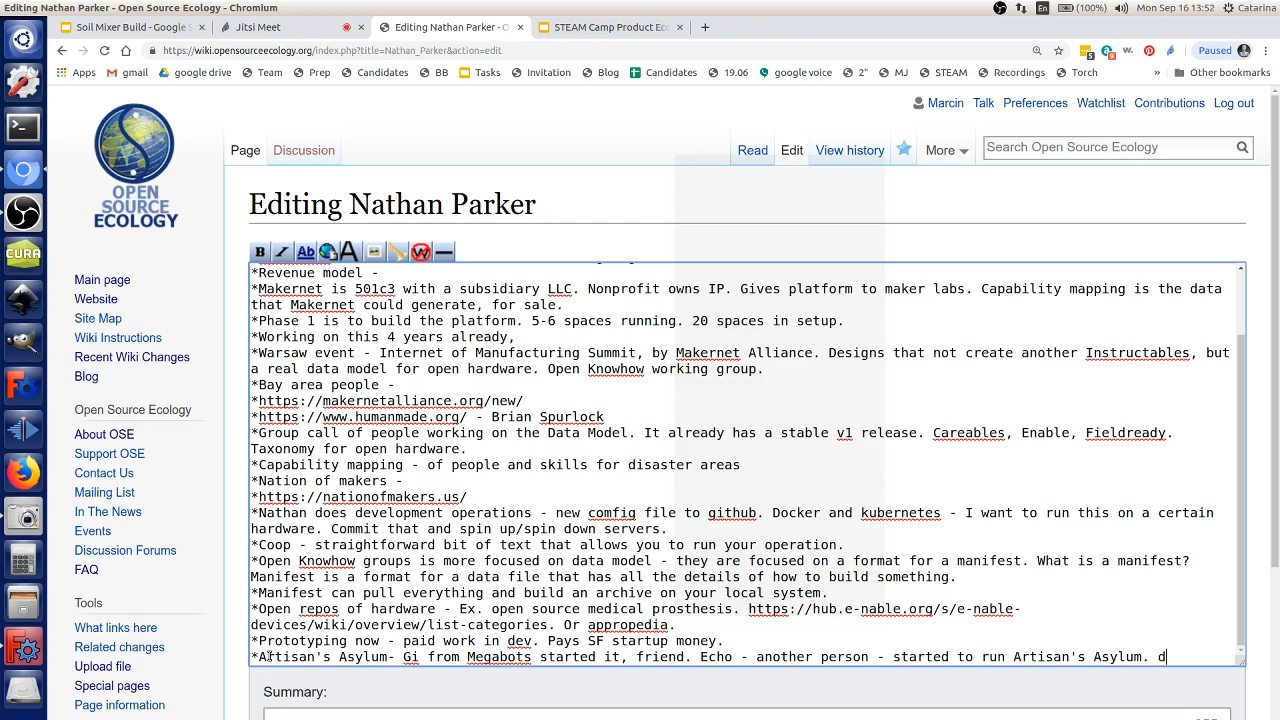 Editing Nathan Parker - Open Source Ecology - Chromium
En (100%) Mon Sep 16 13:52 Catarina
Soil Mixer Build - Google S × Jitsi Meet × Editing Nathan Parker - O × STEAM Camp Product Ec × +
https://wiki.opensourceecology.org/index.php?title=Nathan_Parker&action=edit Paused
Apps gmail google drive Team Prep Candidates BB Tasks Invitation Blog Candidates 19.06 google voice 2" MJ STEAM Recordings Torch » Other bookmarks
Marcin Talk Preferences Watchlist Contributions Log out
Page Discussion Read Edit View history More Search Open Source Ecology
OPEN
SOURCE
ECOLOGY
CURA
Editing Nathan Parker
Main page
Website
Site Map
Wiki Instructions
Recent Wiki Changes
Blog
Open Source Ecology
About OSE
Support OSE
Contact Us
Mailing List
In The News
Events
Discussion Forums
FAQ
Tools
What links here
Related changes
Upload file
Special pages
Page information
B I Ab A W
*Revenue model -
*Makernet is 501c3 with a subsidiary LLC. Nonprofit owns IP. Gives platform to maker labs. Capability mapping is the data
that Makernet could generate, for sale.
*Phase 1 is to build the platform. 5-6 spaces running. 20 spaces in setup.
*Working on this 4 years already,
*Warsaw event - Internet of Manufacturing Summit, by Makernet Alliance. Designs that not create another Instructables, but
a real data model for open hardware. Open Knowhow working group.
*Bay area people -
*https://makernetalliance.org/new/
*https://www.humanmade.org/ - Brian Spurlock
*Group call of people working on the Data Model. It already has a stable v1 release. Careables, Enable, Fieldready.
Taxonomy for open hardware.
*Capability mapping - of people and skills for disaster areas
*Nation of makers -
*https://nationofmakers.us/
*Nathan does development operations - new comfig file to github. Docker and kubernetes - I want to run this on a certain
hardware. Commit that and spin up/spin down servers.
*Coop - straightforward bit of text that allows you to run your operation.
*Open Knowhow groups is more focused on data model - they are focused on a format for a manifest. What is a manifest?
Manifest is a format for a data file that has all the details of how to build something.
*Manifest can pull everything and build an archive on your local system.
*Open repos of hardware - Ex. open source medical prosthesis. https://hub.e-nable.org/s/e-nable-
devices/wiki/overview/list-categories. Or appropedia.
*Prototyping now - paid work in dev. Pays SF startup money.
*Artisan's Asylum- Gi from Megabots started it, friend. Echo - another person - started to run Artisan's Asylum. d
Summary: